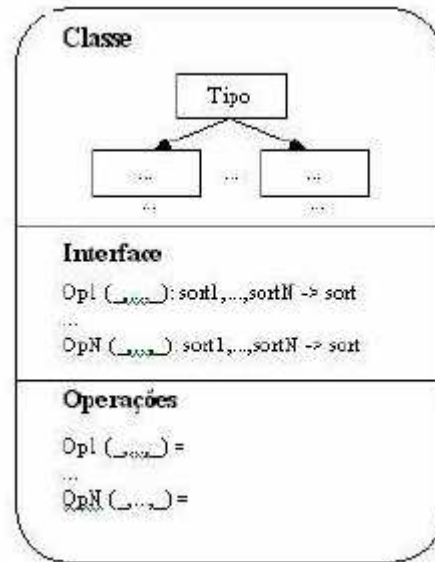 Classe
Tipo
... ... ...
... ...
Interface
Op1 (_,...,_): sort1,...,sortN -> sort
...
OpN (_,...,_): sort1,...,sortN -> sort
Operações
Op1 (_,...,_) =
...
OpN (_,...,_) =